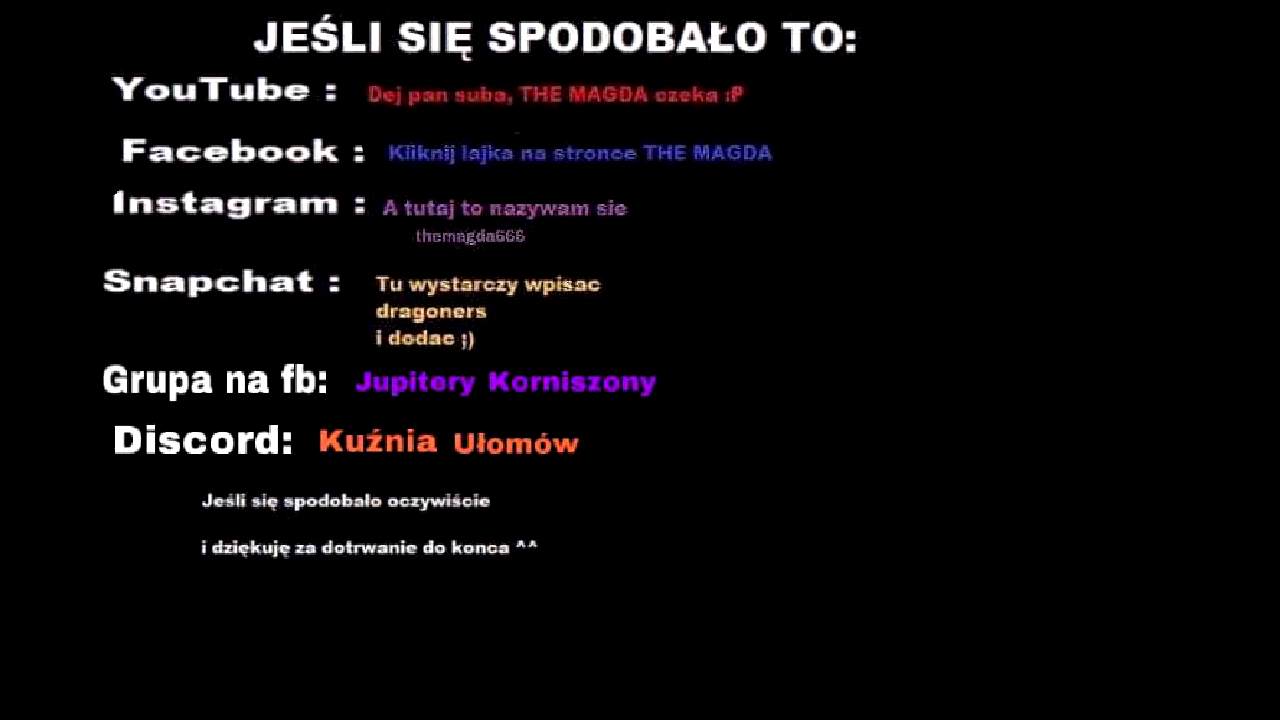 JEŚLI SIĘ SPODOBAŁO TO:
YouTube : Dej pan suba, THE MAGDA czeka :P
Facebook : Kliknij lajka na stronce THE MAGDA
Instagram : A tutaj to nazywam sie
themagda666
Snapchat : Tu wystarczy wpisac
dragoners
i dodac ;)
Grupa na fb: Jupitery Korniszony
Discord: Kuźnia Ułomów
Jeśli się spodobało oczywiście
i dziękuję za dotrwanie do konca ^^